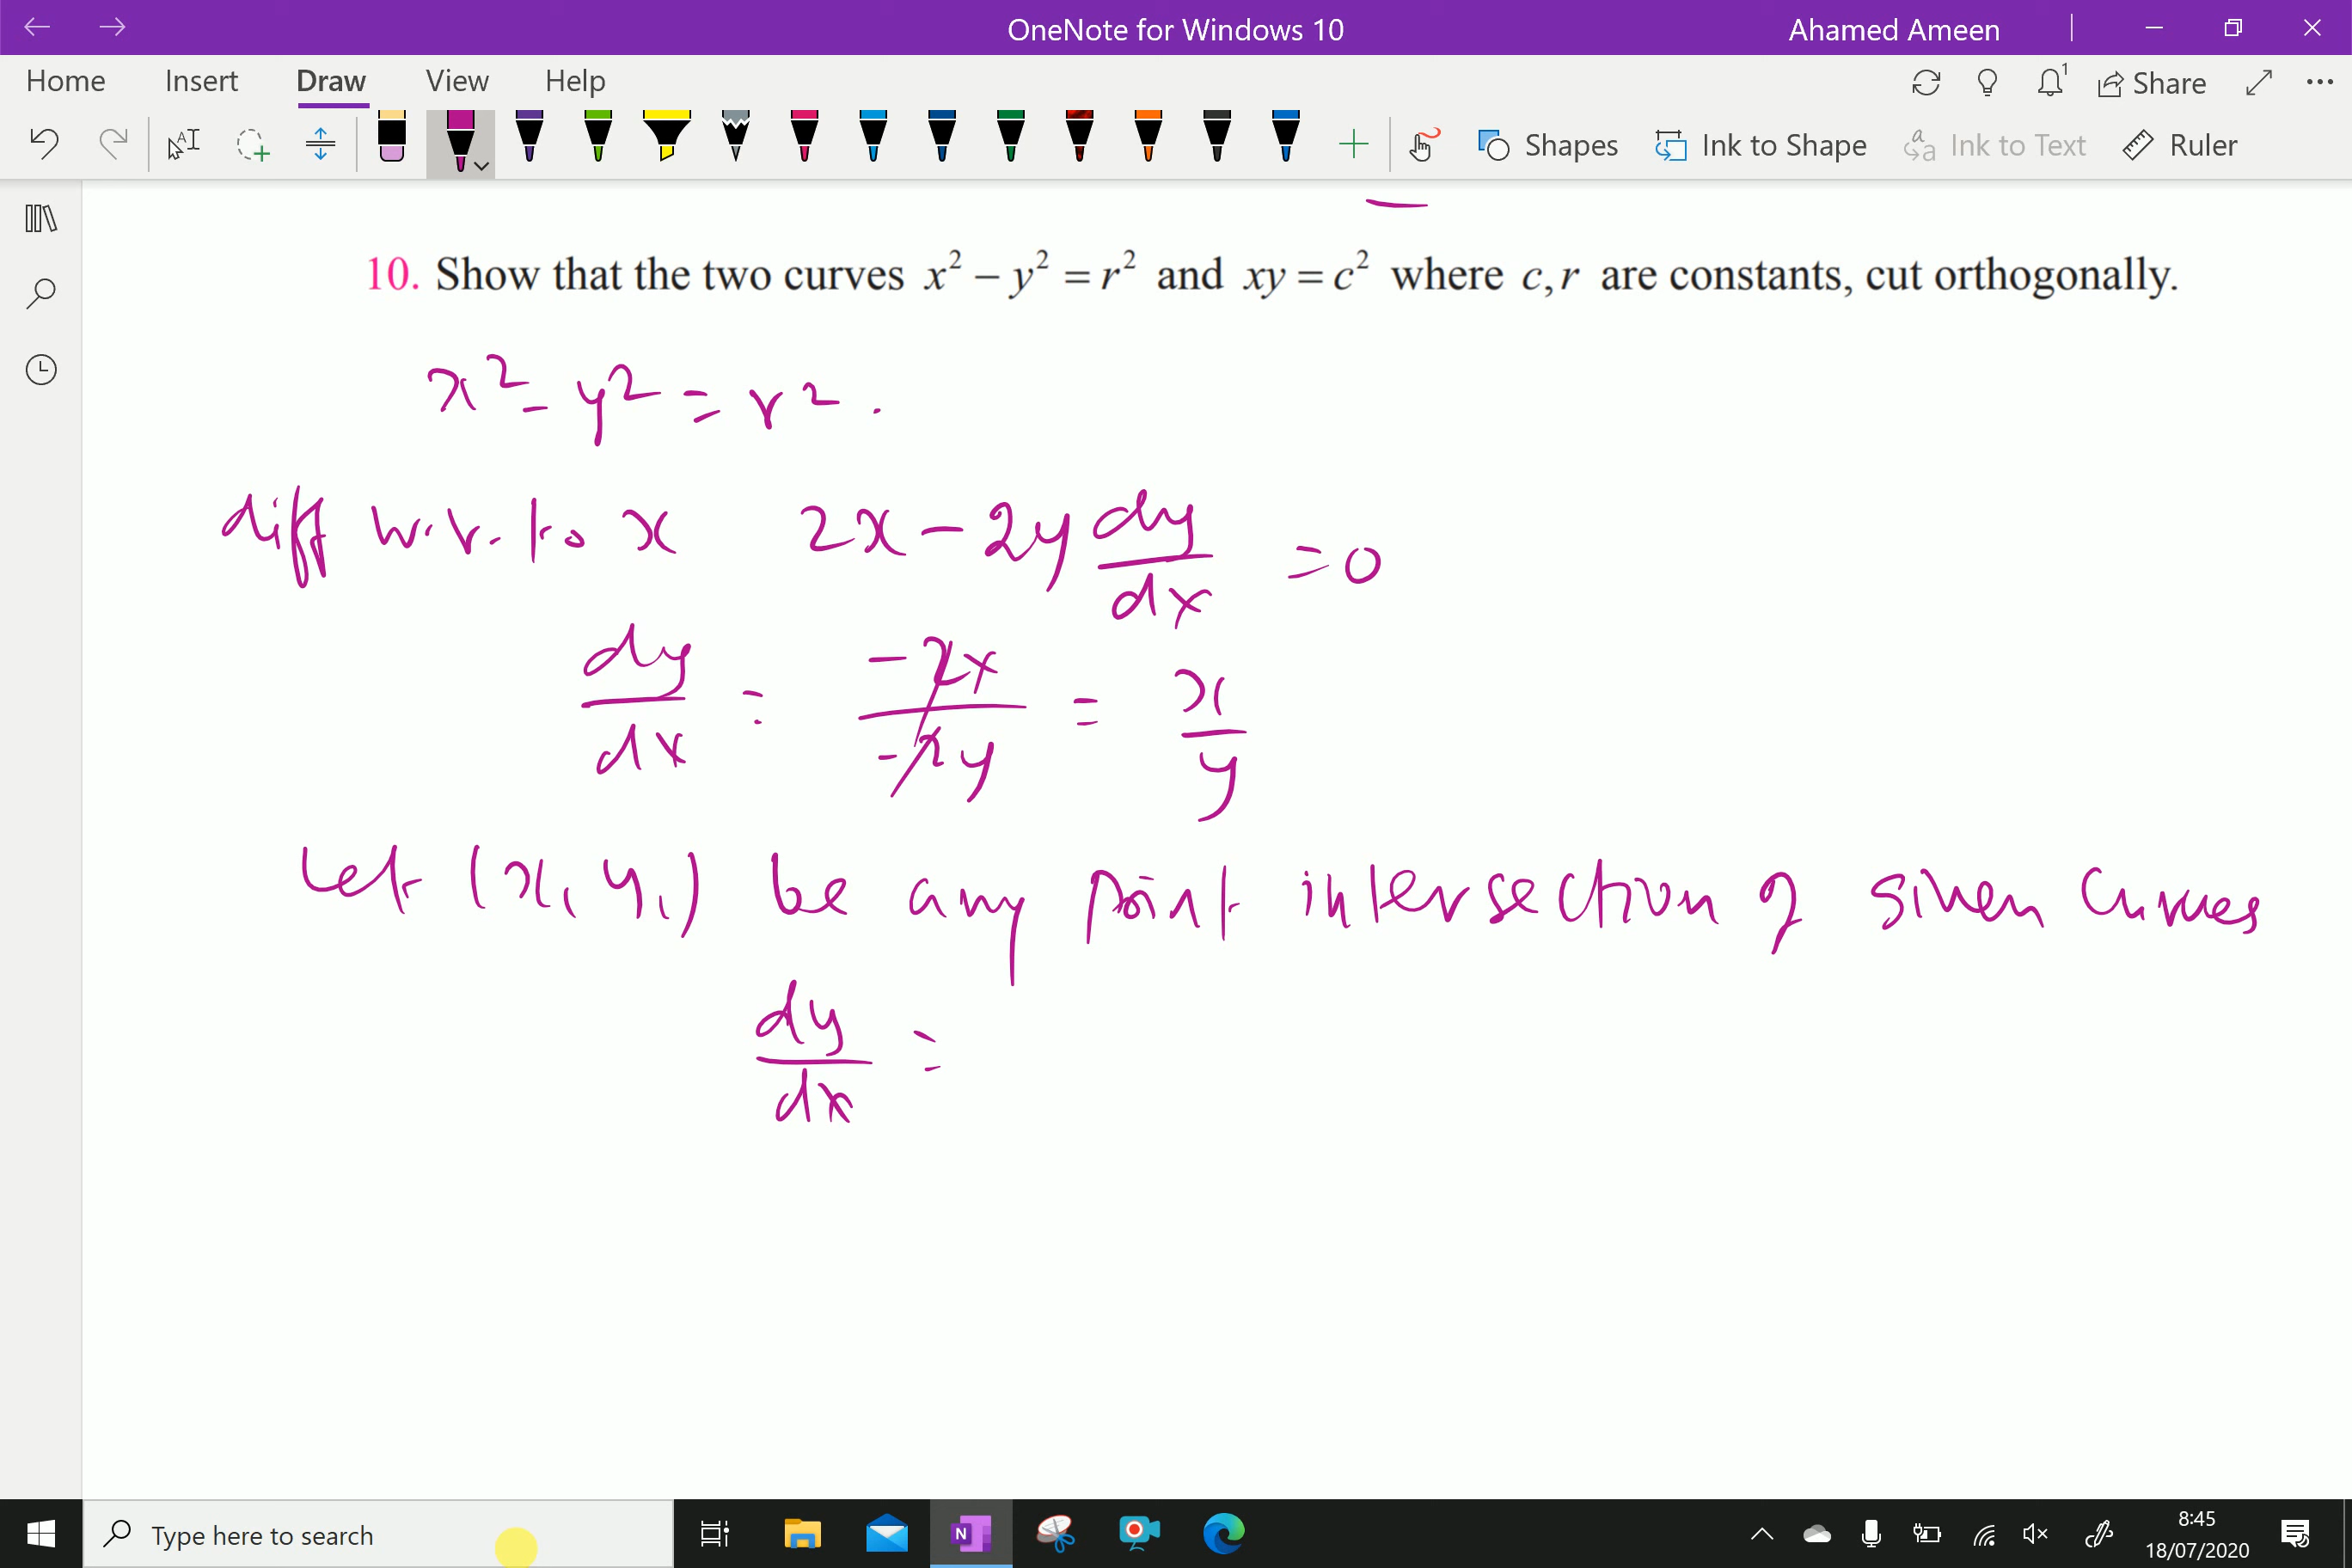 OneNote for Windows 10
Ahamed Ameen
Home Insert Draw View Help
1 Share
Shapes Ink to Shape Ink to Text Ruler
10. Show that the two curves x² − y² = r² and xy = c² where c, r are constants, cut orthogonally.
x² − y² = r².
diff w.r. to x 2x − 2y dy/dx = 0
dy/dx = −2x/−2y = x/y
Let (x₁ y₁) be any point intersection of given curves
dy/dx =
Type here to search
8:45
18/07/2020